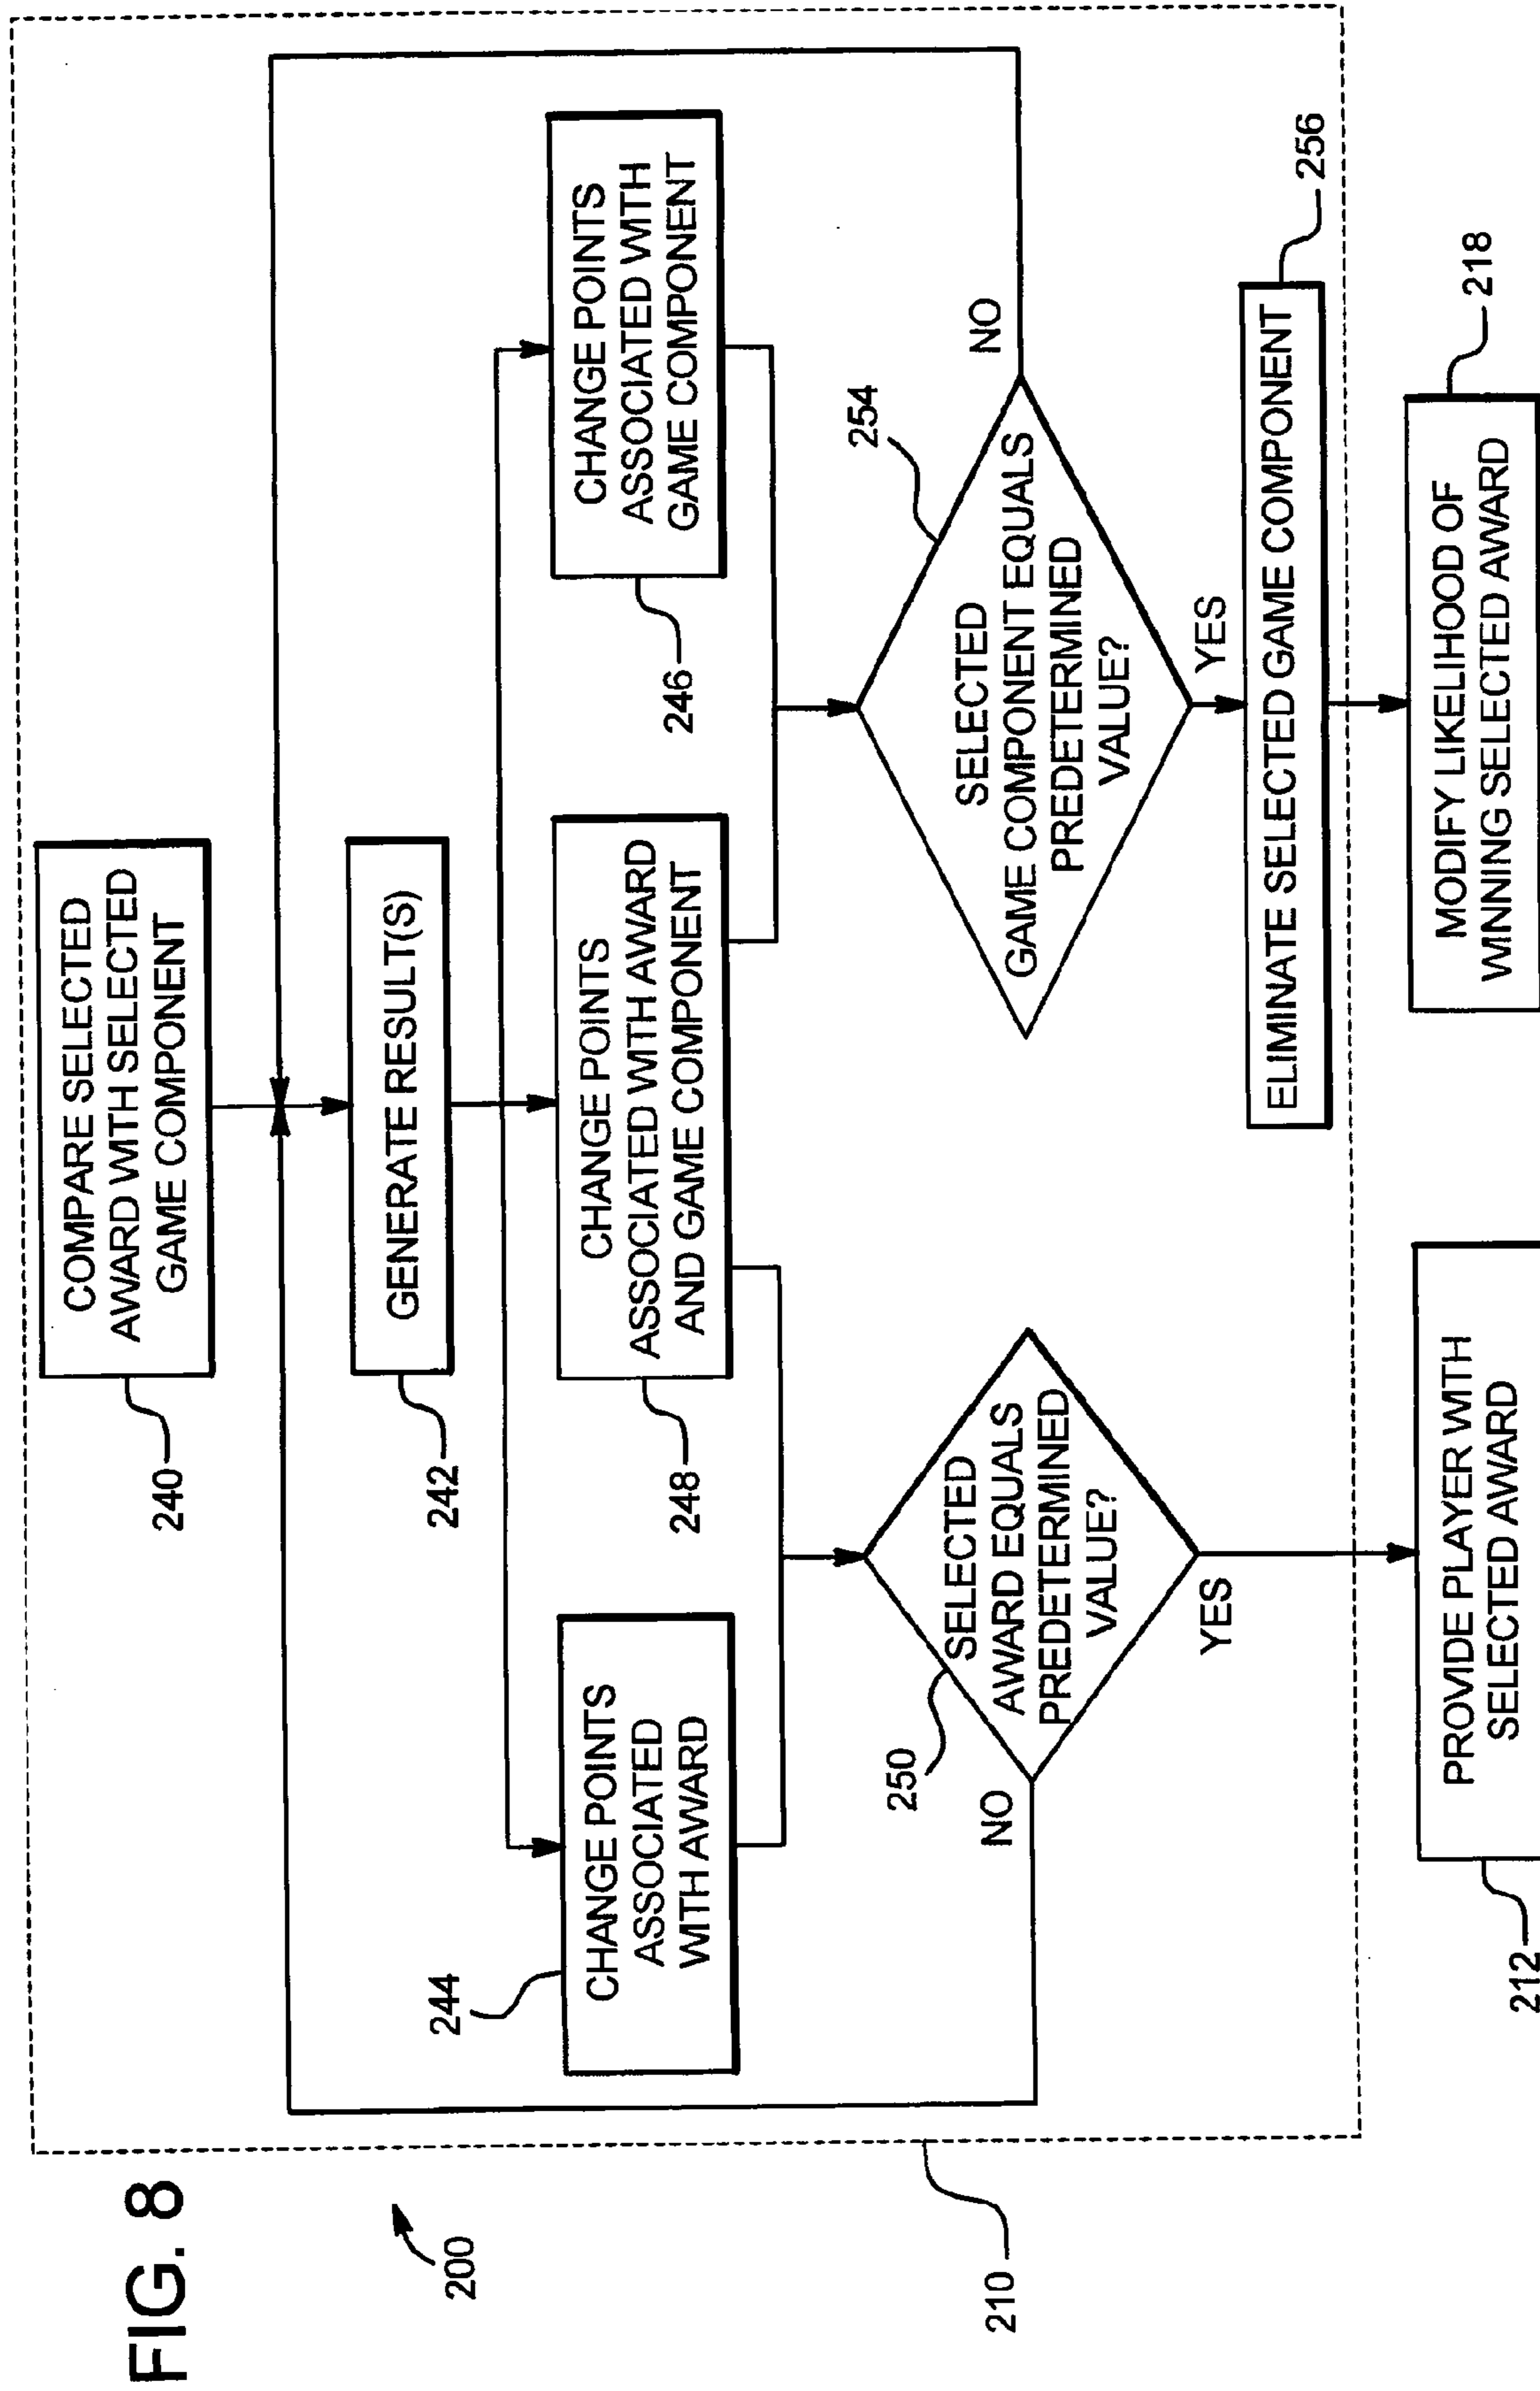 FIG. 8
200
210
240
COMPARE SELECTED
AWARD WITH SELECTED
GAME COMPONENT
242
GENERATE RESULT(S)
244
CHANGE POINTS
ASSOCIATED
WITH AWARD
248
CHANGE POINTS
ASSOCIATED WITH AWARD
AND GAME COMPONENT
246
CHANGE POINTS
ASSOCIATED WITH
GAME COMPONENT
250
SELECTED
AWARD EQUALS
PREDETERMINED
VALUE?
NO
YES
254
SELECTED
GAME COMPONENT EQUALS
PREDETERMINED
VALUE?
NO
YES
256
ELIMINATE SELECTED GAME COMPONENT
212
PROVIDE PLAYER WITH
SELECTED AWARD
218
MODIFY LIKELIHOOD OF
WINNING SELECTED AWARD